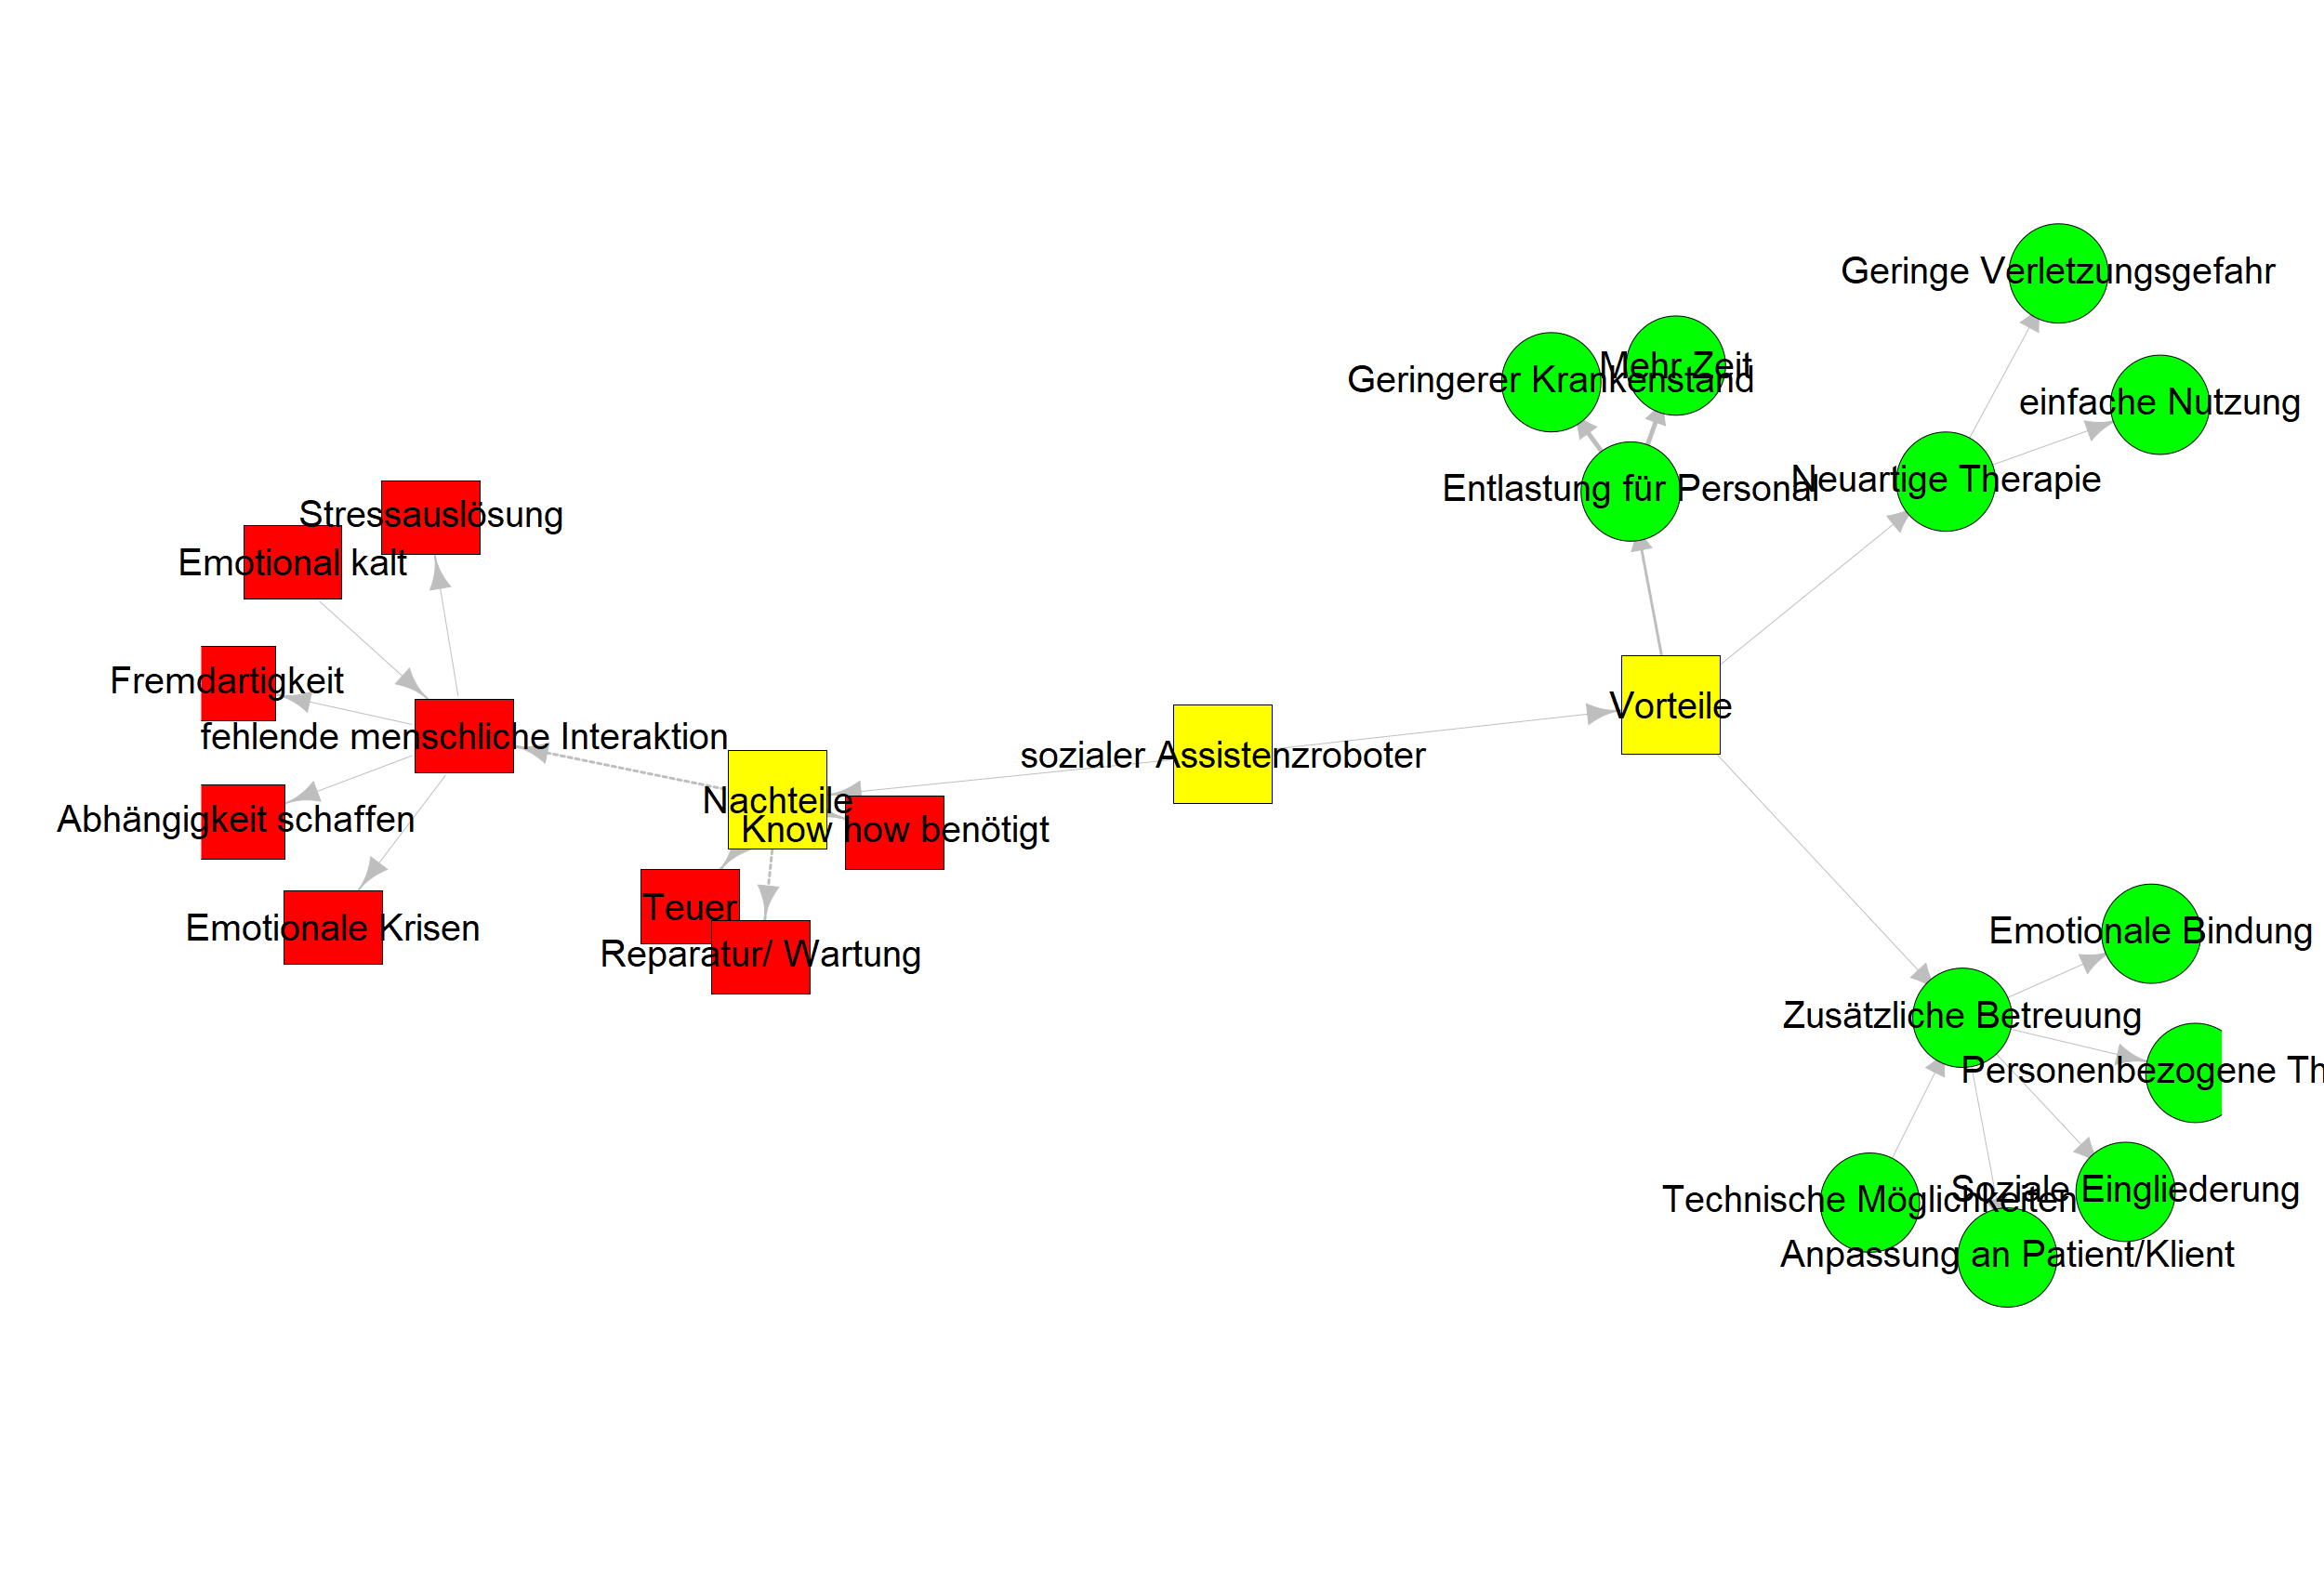 Geringe Verletzungsgefahr
Mehr Zeit
Geringerer Krankenstand
einfache Nutzung
Entlastung für Personal
Neuartige Therapie
Stressauslösung
Emotional kalt
Fremdartigkeit
fehlende menschliche Interaktion
Vorteile
sozialer Assistenzroboter
Nachteile
Know how benötigt
Abhängigkeit schaffen
Teuer
Emotionale Krisen
Reparatur/ Wartung
Emotionale Bindung
Zusätzliche Betreuung
Personenbezogene Th
Soziale Eingliederung
Technische Möglichkeiten
Anpassung an Patient/Klient